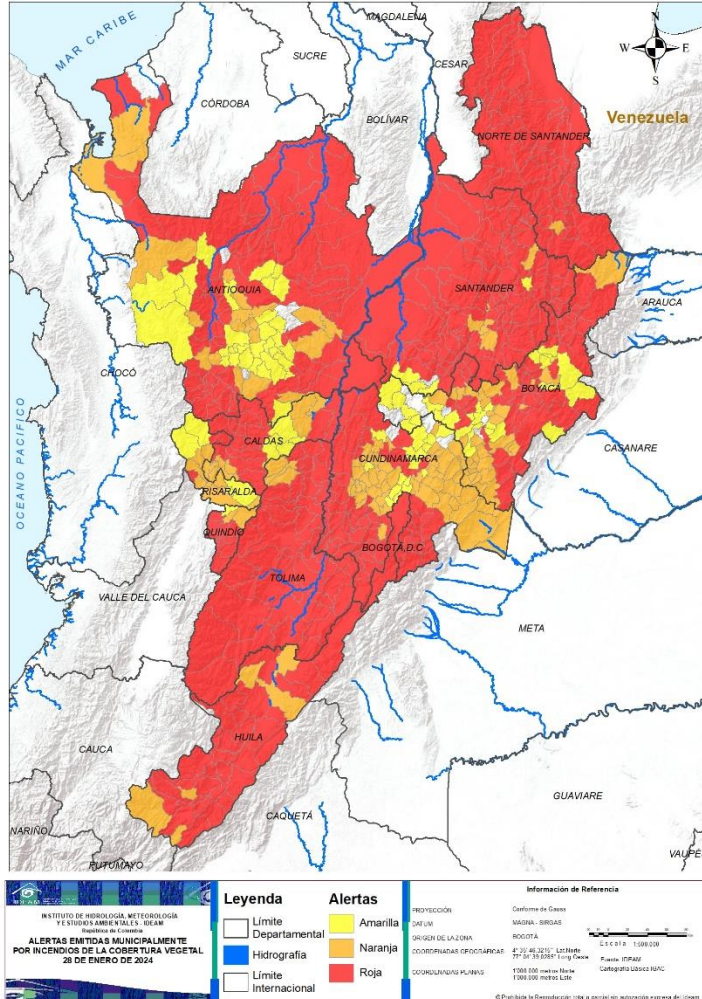 MAR CARIBE
MAGDALENA
SUCRE
CESAR
CÓRDOBA
BOLÍVAR
N
W E
S
NORTE DE SANTANDER
Venezuela
ANTIOQUIA
SANTANDER
ARAUCA
CHOCÓ
BOYACÁ
OCEANO PACIFICO
CALDAS
CUNDINAMARCA
CASANARE
RISARALDA
QUINDÍO
BOGOTÁ, D.C
TOLIMA
VALLE DEL CAUCA
META
HUILA
CAUCA
GUAVIARE
CAQUETÁ
NARIÑO
PUTUMAYO
VAUPÉ
IDEAM
INSTITUTO DE HIDROLOGÍA, METEOROLOGÍA
Y ESTUDIOS AMBIENTALES - IDEAM
República de Colombia
ALERTAS EMITIDAS MUNICIPALMENTE
POR INCENDIOS DE LA COBERTURA VEGETAL
28 DE ENERO DE 2024
Leyenda
Límite
Departamental
Hidrografía
Límite
Internacional
Alertas
Amarilla
Naranja
Roja
Información de Referencia
PROYECCIÓN Conforme de Gauss
DATUM MAGNA - SIRGAS
ORIGEN DE LA ZONA BOGOTÁ
COORDENADAS GEOGRÁFICAS
COORDENADAS PLANAS
1'000.000 metros Norte
1'000.000 metros Este
Escala
Fuente: IDEAM
Cartografía Básica IGAC
© Prohibida la Reproducción total o parcial sin autorización expresa del Ideam